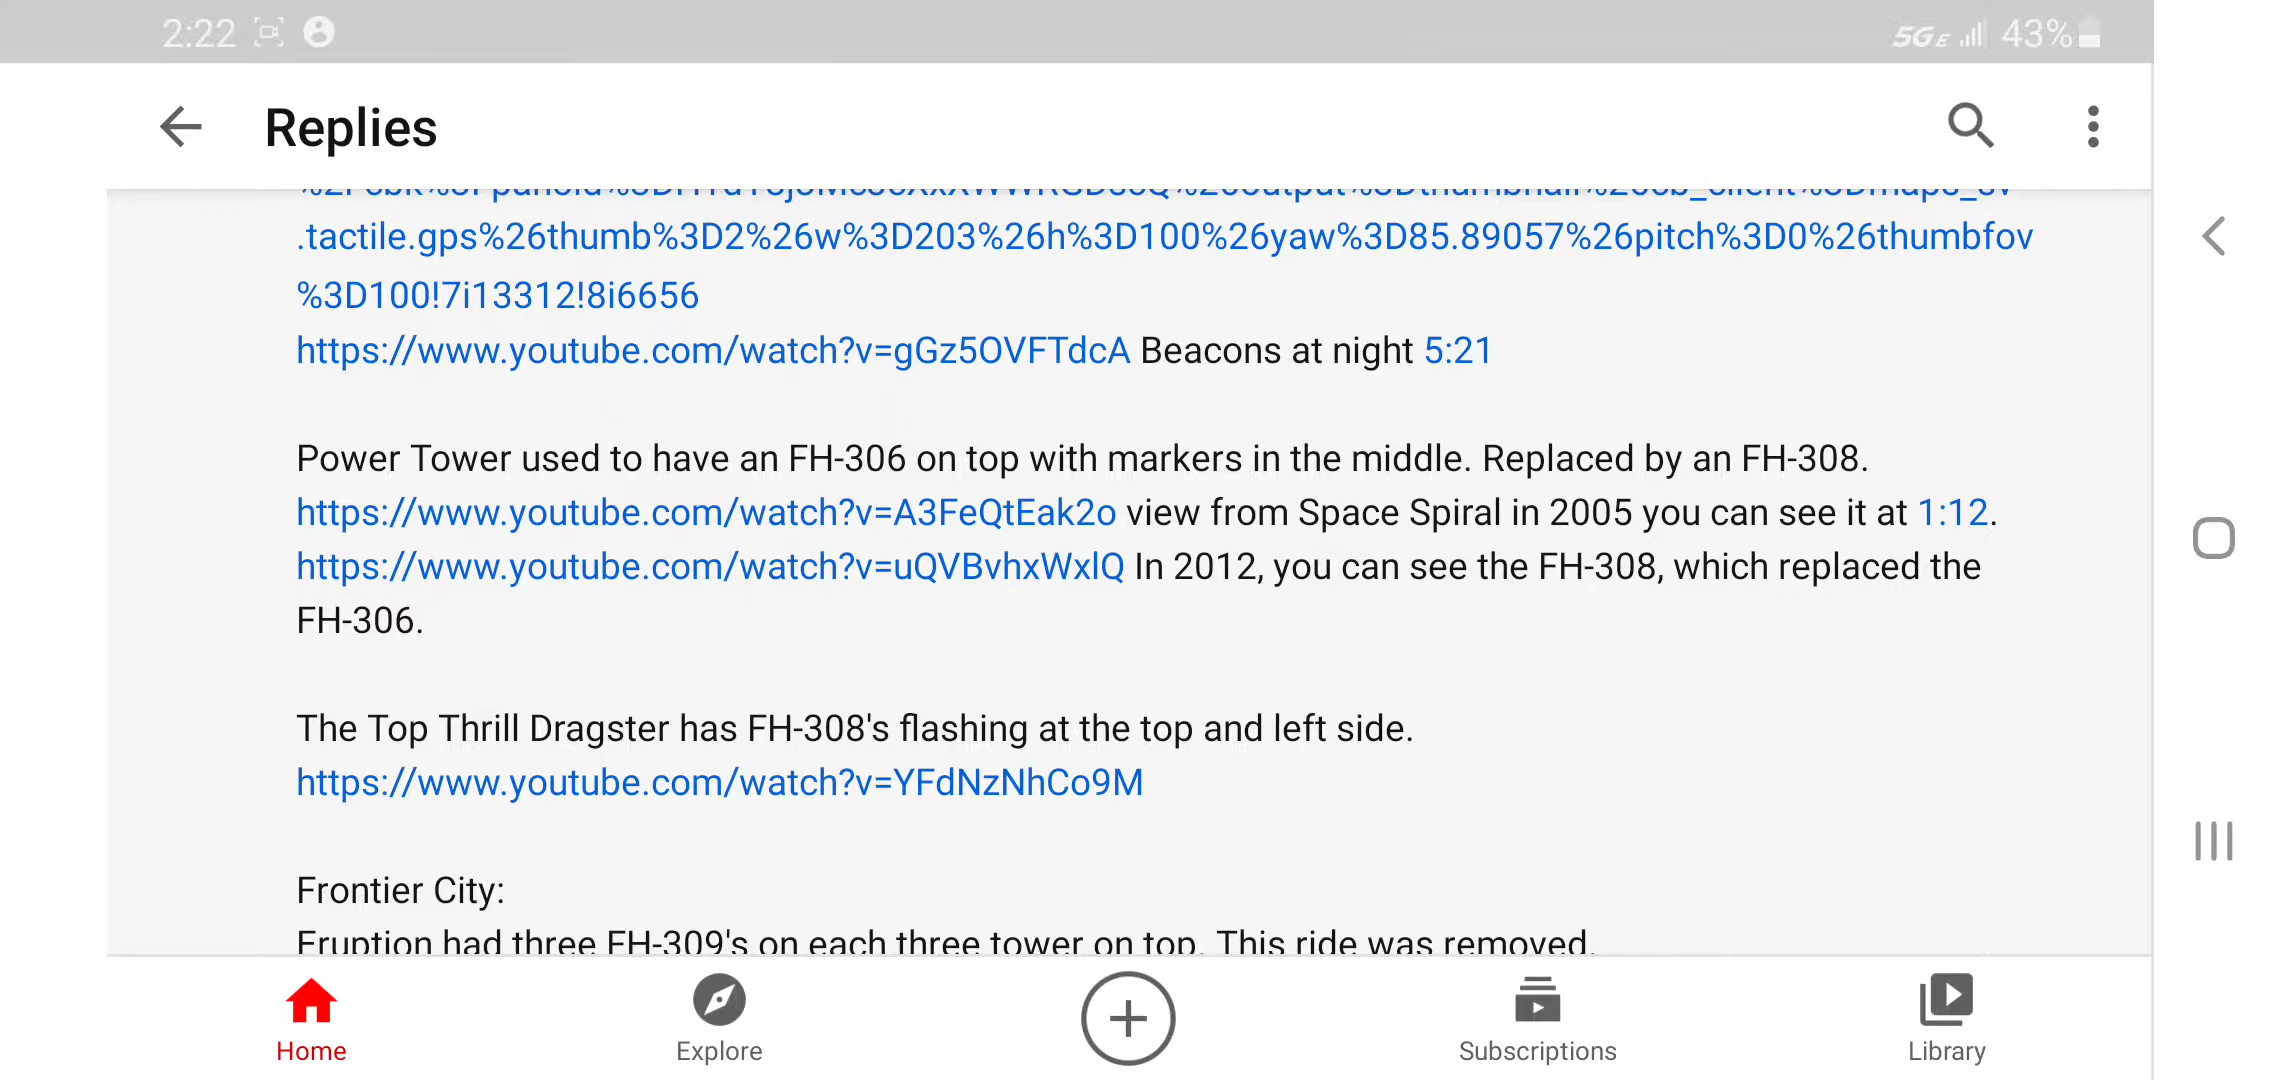 2:22 5GE 43%
Replies
.tactile.gps%26thumb%3D2%26w%3D203%26h%3D100%26yaw%3D85.89057%26pitch%3D0%26thumbfov
%3D100!7i13312!8i6656
https://www.youtube.com/watch?v=gGz5OVFTdcA Beacons at night 5:21
Power Tower used to have an FH-306 on top with markers in the middle. Replaced by an FH-308.
https://www.youtube.com/watch?v=A3FeQtEak2o view from Space Spiral in 2005 you can see it at 1:12.
https://www.youtube.com/watch?v=uQVBvhxWxlQ In 2012, you can see the FH-308, which replaced the
FH-306.
The Top Thrill Dragster has FH-308's flashing at the top and left side.
https://www.youtube.com/watch?v=YFdNzNhCo9M
Frontier City:
Eruption had three FH-309's on each three tower on top. This ride was removed.
Home Explore Subscriptions Library